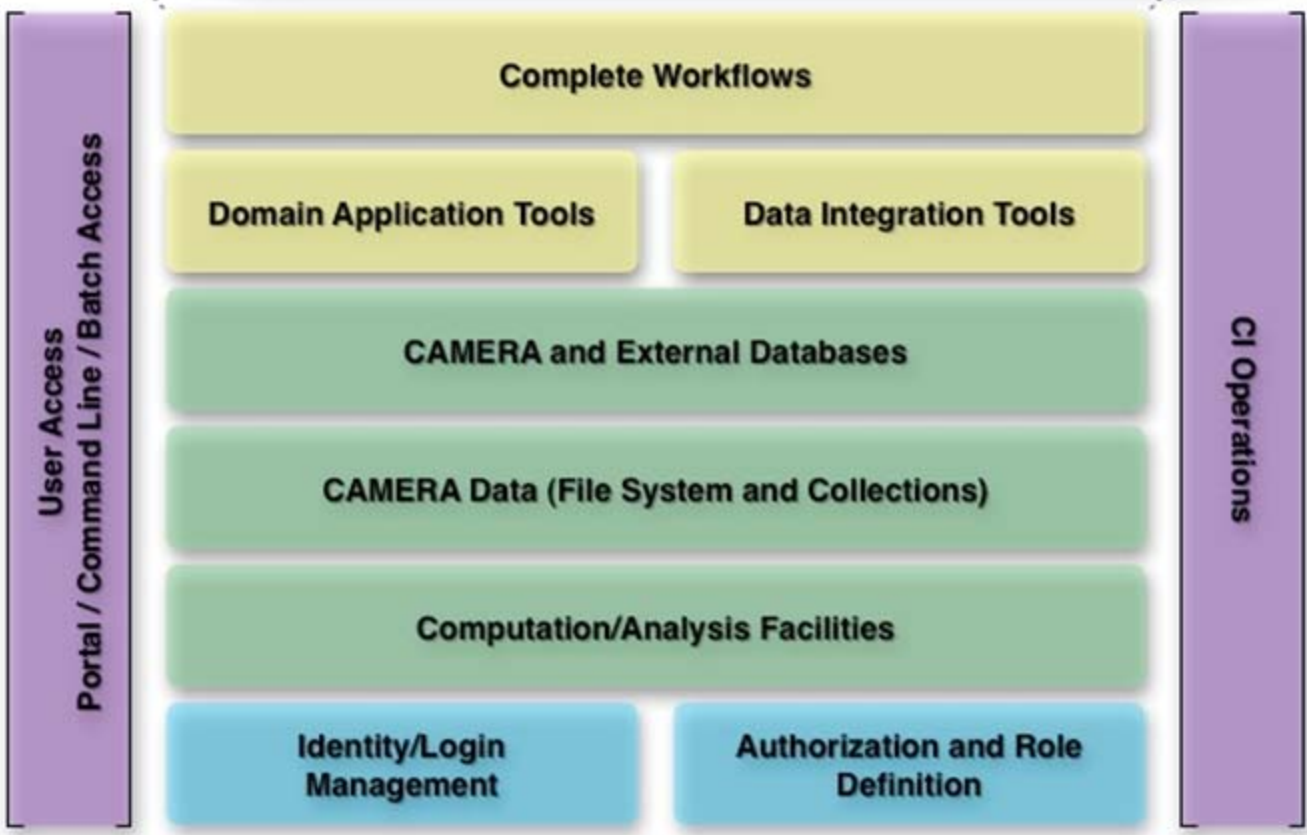 User Access
Portal / Command Line / Batch Access
Complete Workflows
Domain Application Tools
Data Integration Tools
CAMERA and External Databases
CAMERA Data (File System and Collections)
Computation/Analysis Facilities
Identity/Login
Management
Authorization and Role
Definition
CI Operations